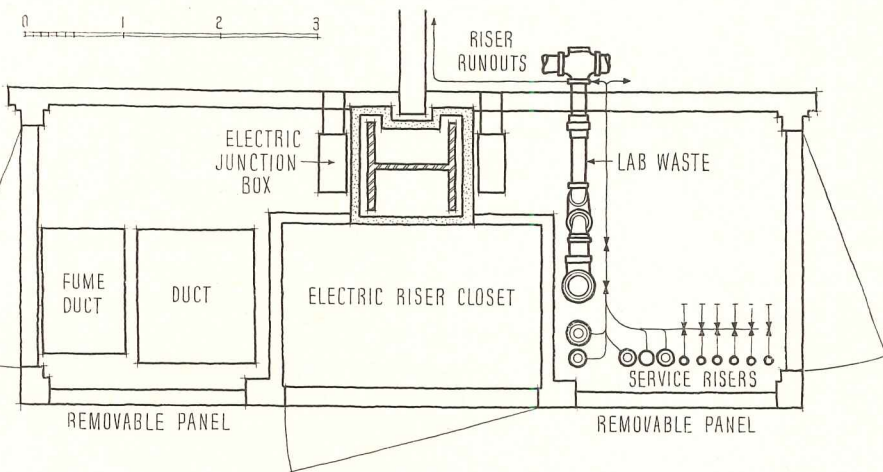 0 1 2 3
RISER
RUNOUTS
ELECTRIC
JUNCTION
BOX
LAB WASTE
FUME
DUCT
DUCT
ELECTRIC RISER CLOSET
SERVICE RISERS
REMOVABLE PANEL
REMOVABLE PANEL